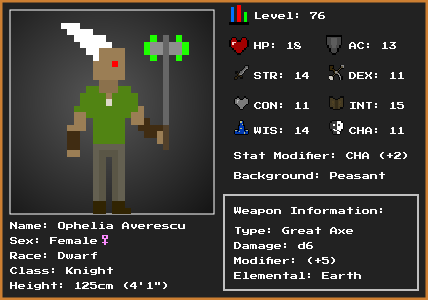 Level: 76
HP: 18 AC: 13
STR: 14 DEX: 11
CON: 11 INT: 15
WIS: 14 CHA: 11
Stat Modifier: CHA (+2)
Background: Peasant
Name: Ophelia Averescu
Sex: Female
Race: Dwarf
Class: Knight
Height: 125cm (4'1")
Weapon Information:
Type: Great Axe
Damage: d6
Modifier: (+5)
Elemental: Earth